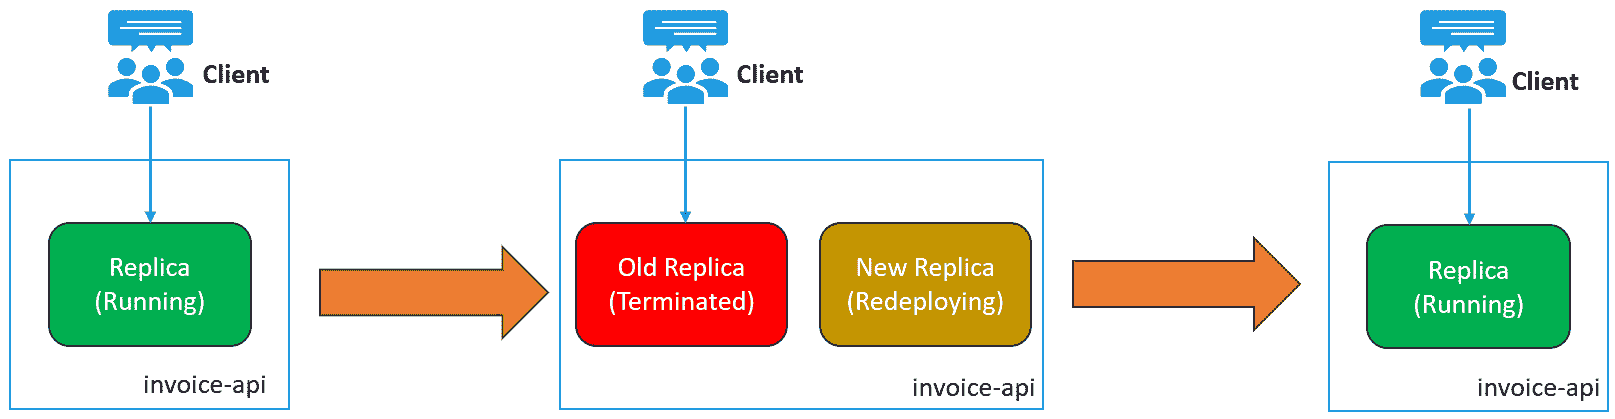 Client
Replica
(Running)
invoice-api
Client
Old Replica
(Terminated)
New Replica
(Redeploying)
invoice-api
Client
Replica
(Running)
invoice-api